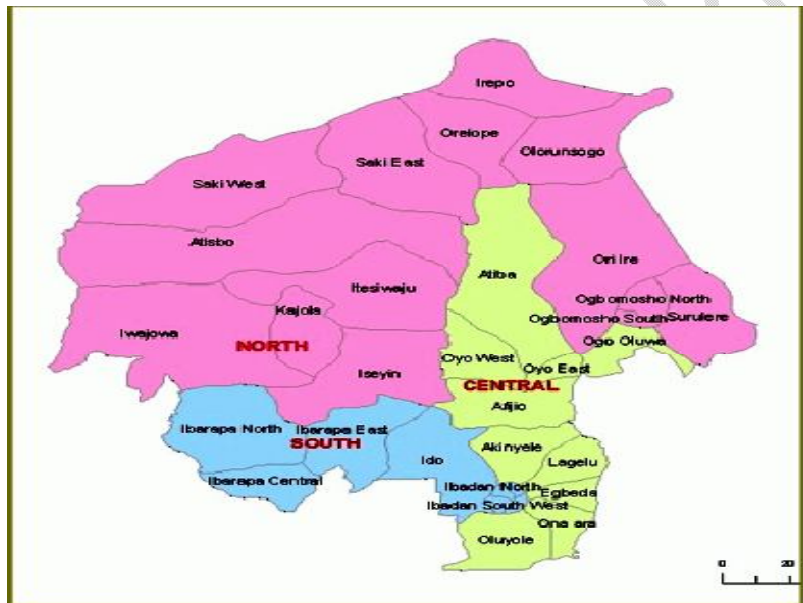 Irepo
Orelope
Olorunsogo
Saki East
Saki West
Atisbo
Ori Ire
Atiba
Itesiwaju
Ogbomosho North
Kajola
Ogbomosho South
Surulere
Iwajowa
Ogo Oluwa
NORTH
Oyo West
Oyo East
Iseyin
CENTRAL
Afijio
Ibarapa North
Ibarapa East
SOUTH
Akinyele
Ido
Lagelu
Ibarapa Central
Ibadan North
Egbeda
Ibadan South West
Ona ara
Oluyole
0
20